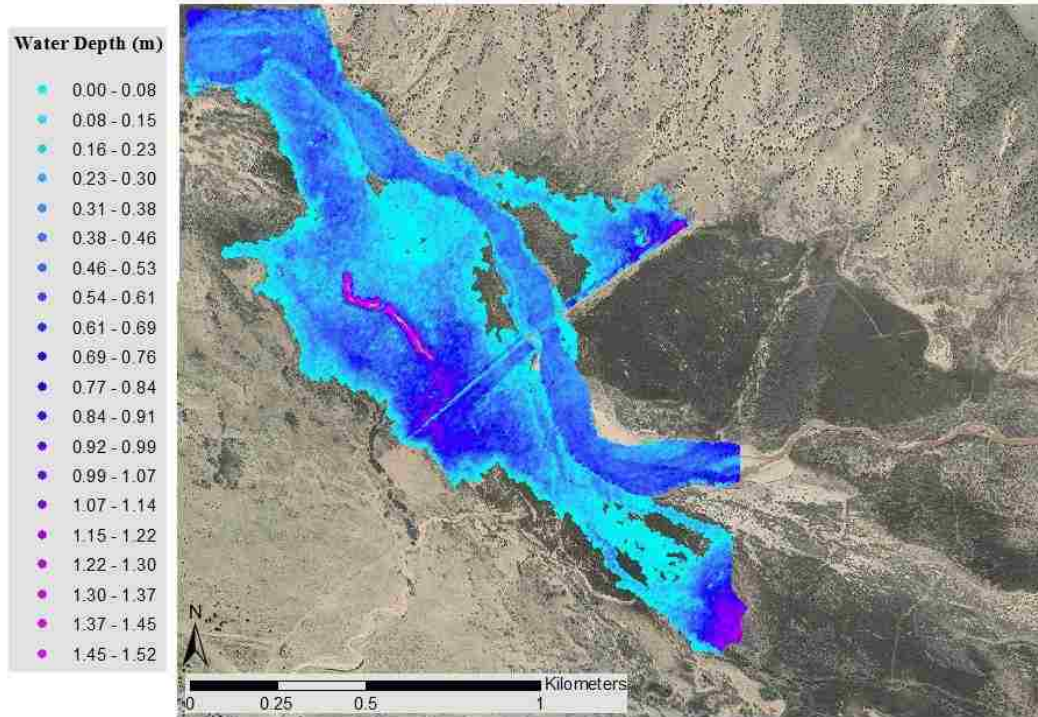 Water Depth (m)
0.00 - 0.08
0.08 - 0.15
0.16 - 0.23
0.23 - 0.30
0.31 - 0.38
0.38 - 0.46
0.46 - 0.53
0.54 - 0.61
0.61 - 0.69
0.69 - 0.76
0.77 - 0.84
0.84 - 0.91
0.92 - 0.99
0.99 - 1.07
1.07 - 1.14
1.15 - 1.22
1.22 - 1.30
1.30 - 1.37
1.37 - 1.45
1.45 - 1.52
N
Kilometers
0 0.25 0.5 1